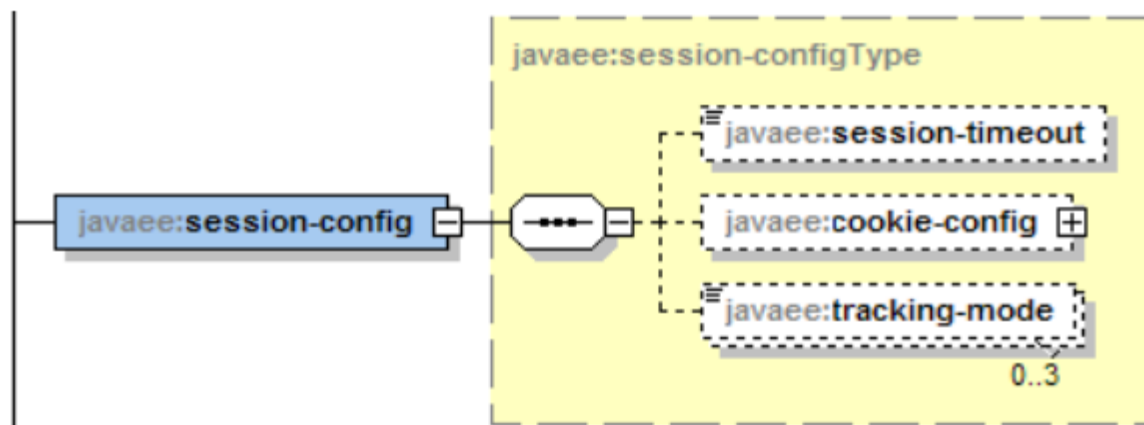 javaee:session-configType
javaee:session-timeout
javaee:session-config
javaee:cookie-config
javaee:tracking-mode
0..3